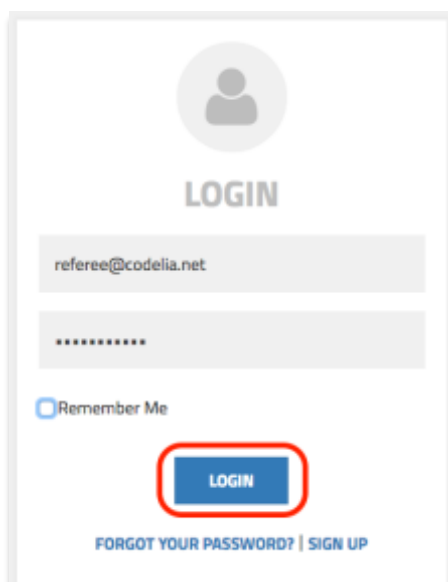 LOGIN
referee@codelia.net
•••••••••••
Remember Me
LOGIN
FORGOT YOUR PASSWORD? | SIGN UP